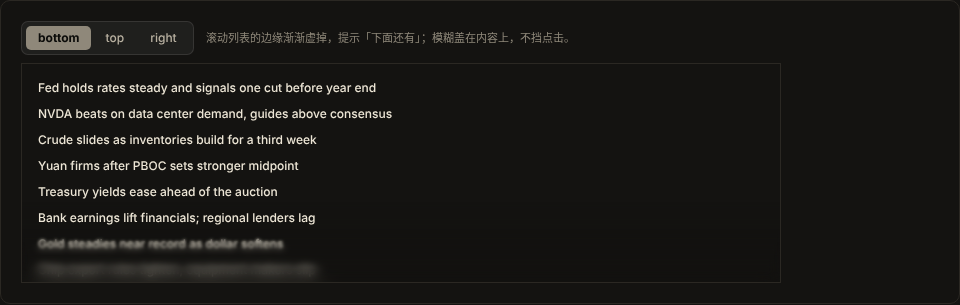 bottom top right 滚动列表的边缘渐渐虚掉，提示「下面还有」；模糊盖在内容上，不挡点击。
Fed holds rates steady and signals one cut before year end
NVDA beats on data center demand, guides above consensus
Crude slides as inventories build for a third week
Yuan firms after PBOC sets stronger midpoint
Treasury yields ease ahead of the auction
Bank earnings lift financials; regional lenders lag
Gold steadies near record as dollar softens